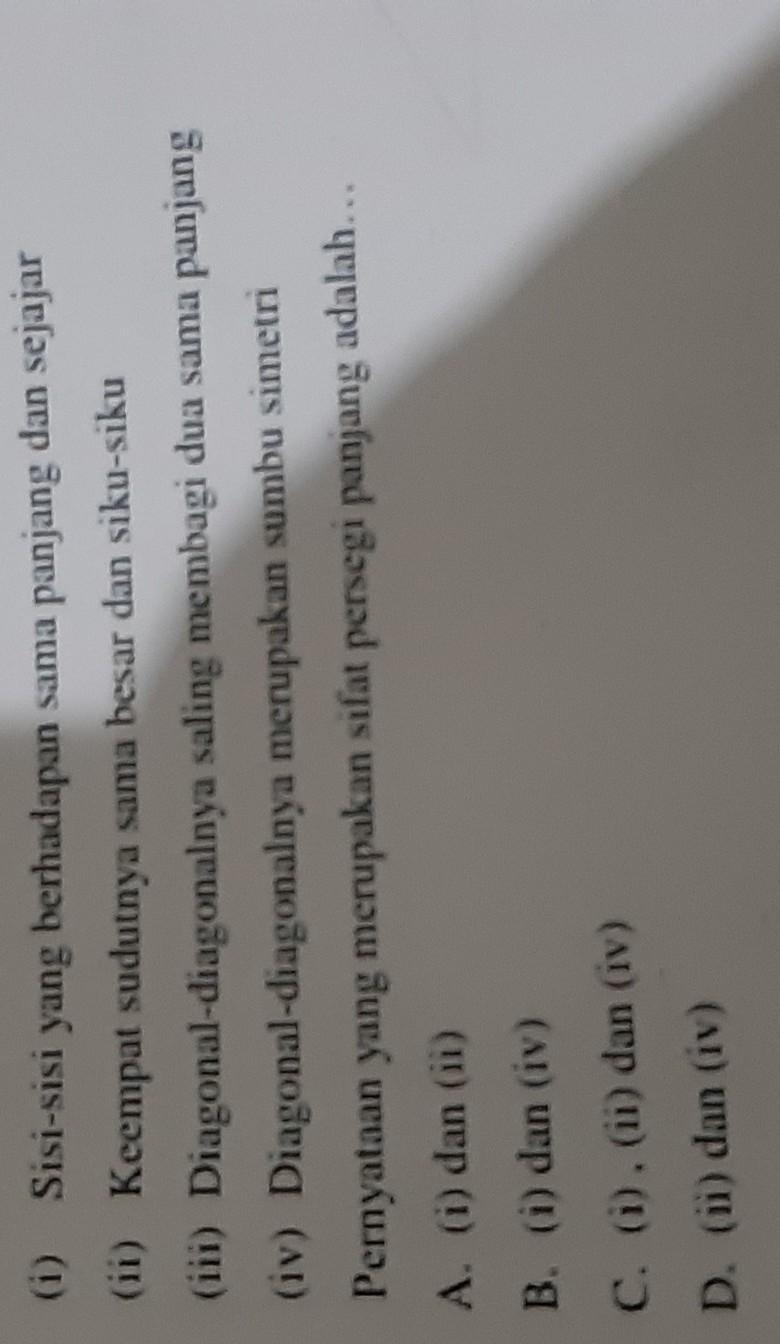 (i) Sisi-sisi yang berhadapan sama panjang dan sejajar
(ii) Keempat sudutnya sama besar dan siku-siku
(iii) Diagonal-diagonalnya saling membagi dua sama panjang
(iv) Diagonal-diagonalnya merupakan sumbu simetri
Pernyataan yang merupakan sifat persegi panjang adalah...
A. (i) dan (ii)
B. (i) dan (iv)
C. (i) , (ii) dan (iv)
D. (ii) dan (iv)